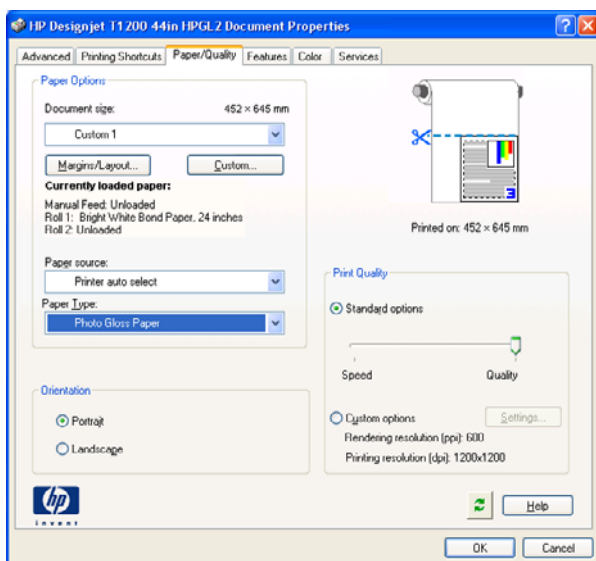 HP Designjet T1200 44in HPGL2 Document Properties
Advanced Printing Shortcuts Paper/Quality Features Color Services
Paper Options
Document size: 452 × 645 mm
Custom 1
Margins/Layout... Custom...
Currently loaded paper:
Manual Feed: Unloaded
Roll 1: Bright White Bond Paper, 24 inches
Roll 2: Unloaded
Paper source:
Printer auto select
Paper Type:
Photo Gloss Paper
Orientation
Portrait
Landscape
3
Printed on: 452 × 645 mm
Print Quality
Standard options
Speed Quality
Custom options Settings...
Rendering resolution (ppi): 600
Printing resolution (dpi): 1200x1200
hp
invent
Help
OK Cancel